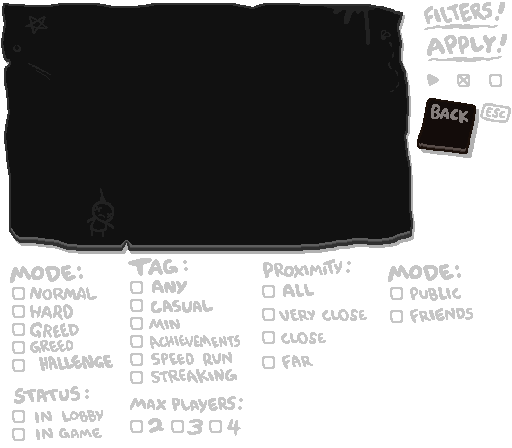 FILTERS!
APPLY!
BACK
ESC
MODE:
NORMAL
HARD
GREED
GREED
HALLENGE
STATUS:
IN LOBBY
IN GAME
TAG:
ANY
CASUAL
MIN
ACHIEVEMENTS
SPEED RUN
STREAKING
MAX PLAYERS:
2 3 4
PROXIMITY:
ALL
VERY CLOSE
CLOSE
FAR
MODE:
PUBLIC
FRIENDS